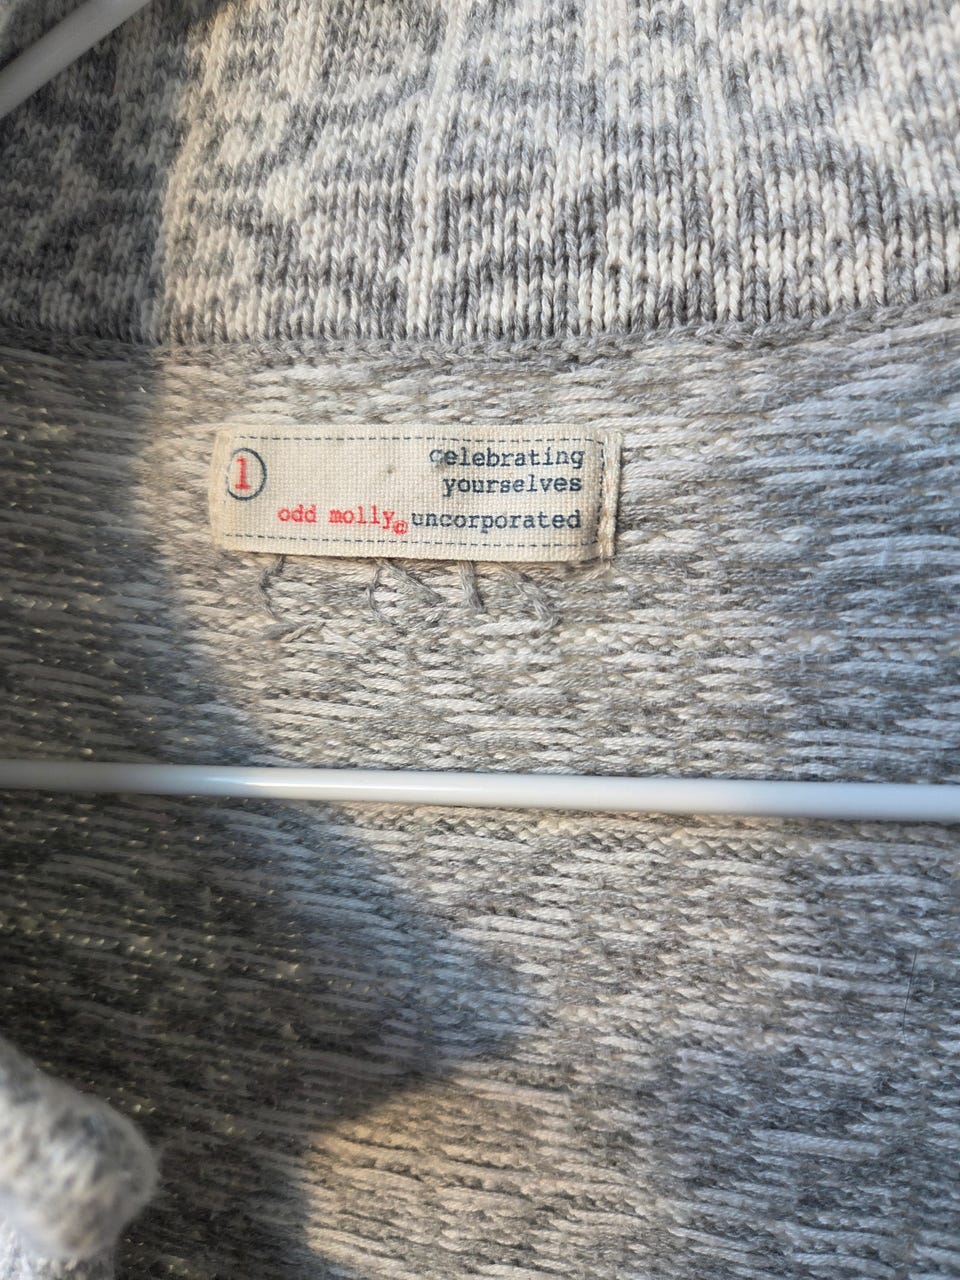 1
celebrating
yourselves
odd molly© uncorporated